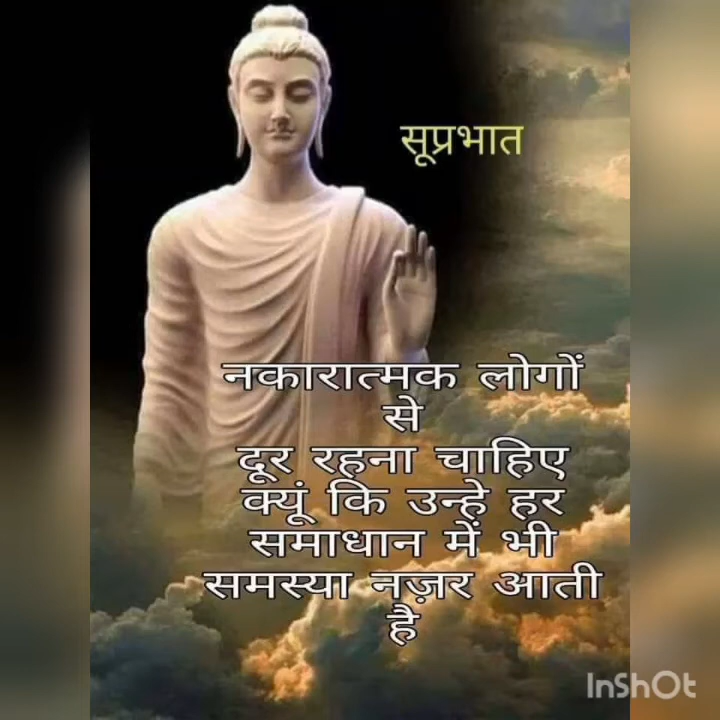 सूप्रभात
नकारात्मक लोगों
से
दूर रहना चाहिए
क्यूं कि उन्हे हर
समाधान में भी
समस्या नज़र आती
है
InShOt